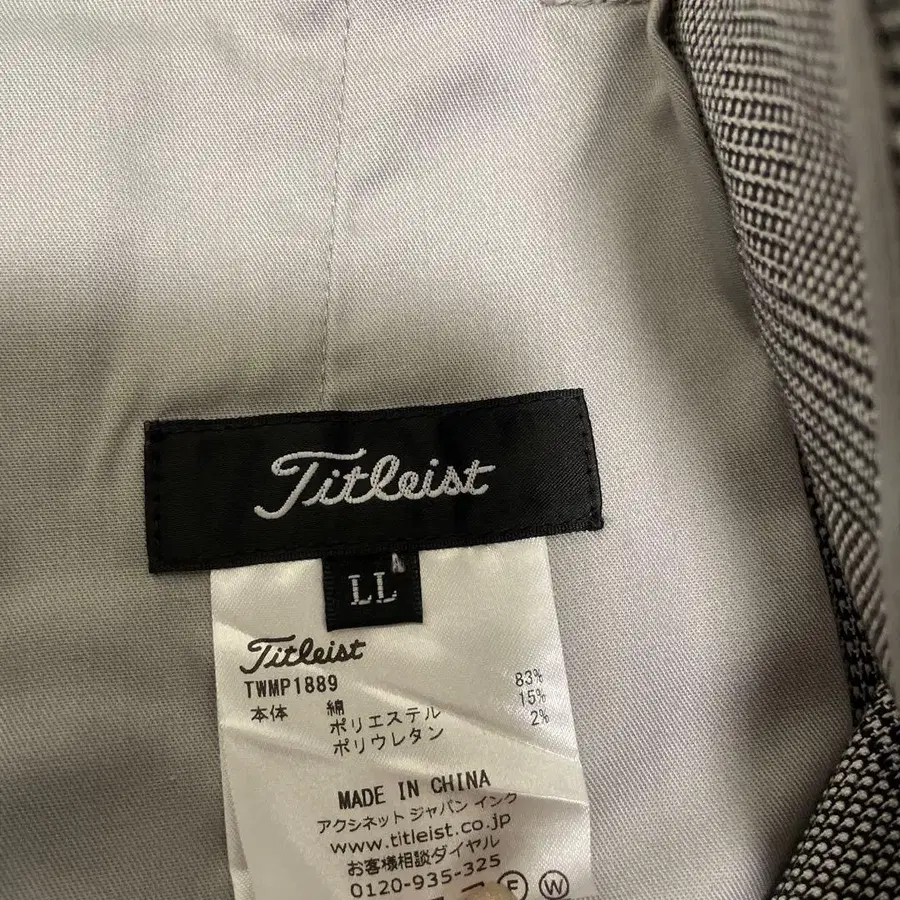 Titleist
LL
Titleist
TWMP1889
本体 綿 83%
ポリエステル 15%
ポリウレタン 2%
MADE IN CHINA
アクシネット ジャパン インク
www.titleist.co.jp
お客様相談ダイヤル
0120-935-325
F W